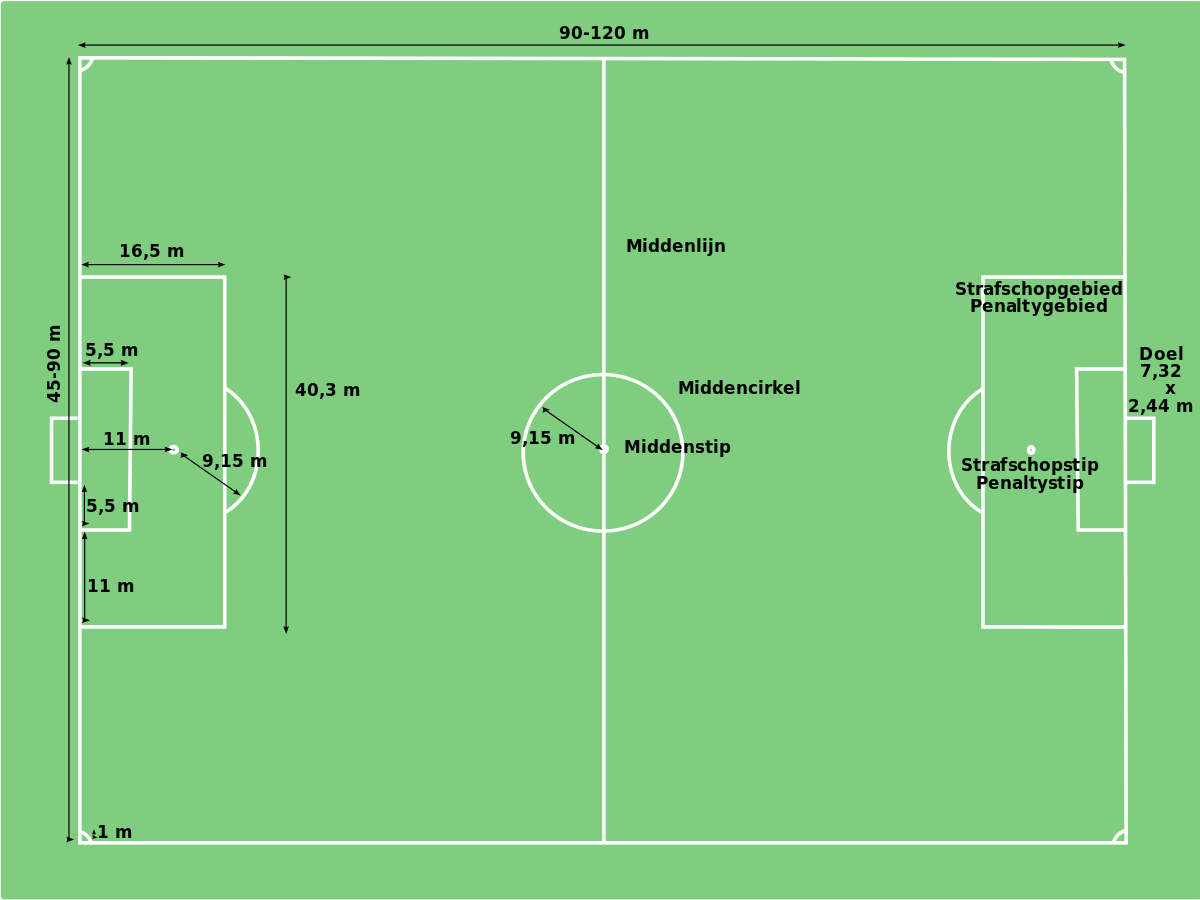 90-120 m
Middenlijn
16,5 m
Strafschopgebied
Penaltygebied
45-90 m
5,5 m
Doel
7,32
x
2,44 m
40,3 m
Middencirkel
11 m
9,15 m
9,15 m
Middenstip
Strafschopstip
Penaltystip
5,5 m
11 m
1 m